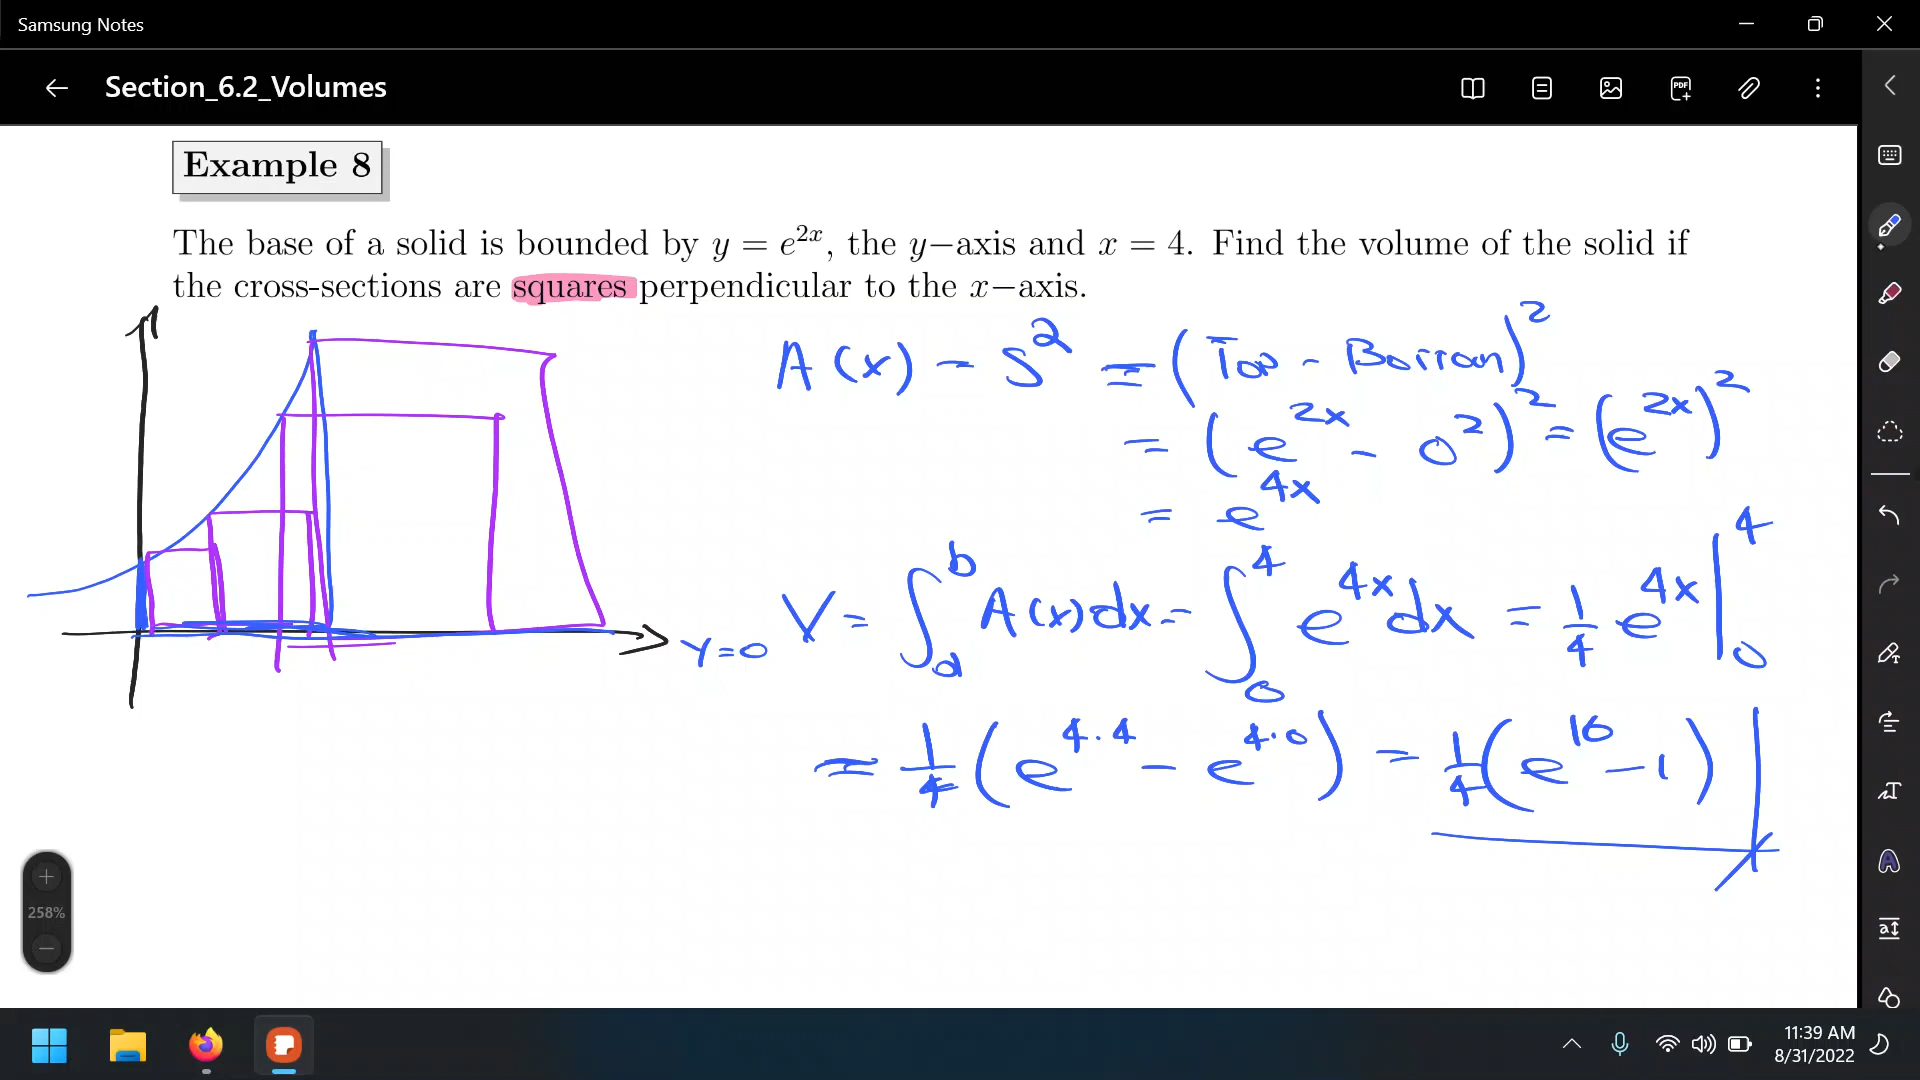 Samsung Notes
Section_6.2_Volumes
PDF
Example 8
The base of a solid is bounded by y = e^{2x}, the y−axis and x = 4. Find the volume of the solid if
the cross-sections are squares perpendicular to the x−axis.
A(x) = S^2 = (Top - Bottom)^2
= (e^{2x} - 0^2)^2 = (e^{2x})^2
= e^{4x}
y=0
V = ∫_a^b A(x)dx = ∫_0^4 e^{4x}dx = 1/4 e^{4x} |_0^4
= 1/4 (e^{4·4} - e^{4·0}) = 1/4 (e^{16} - 1)
258%
11:39 AM
8/31/2022